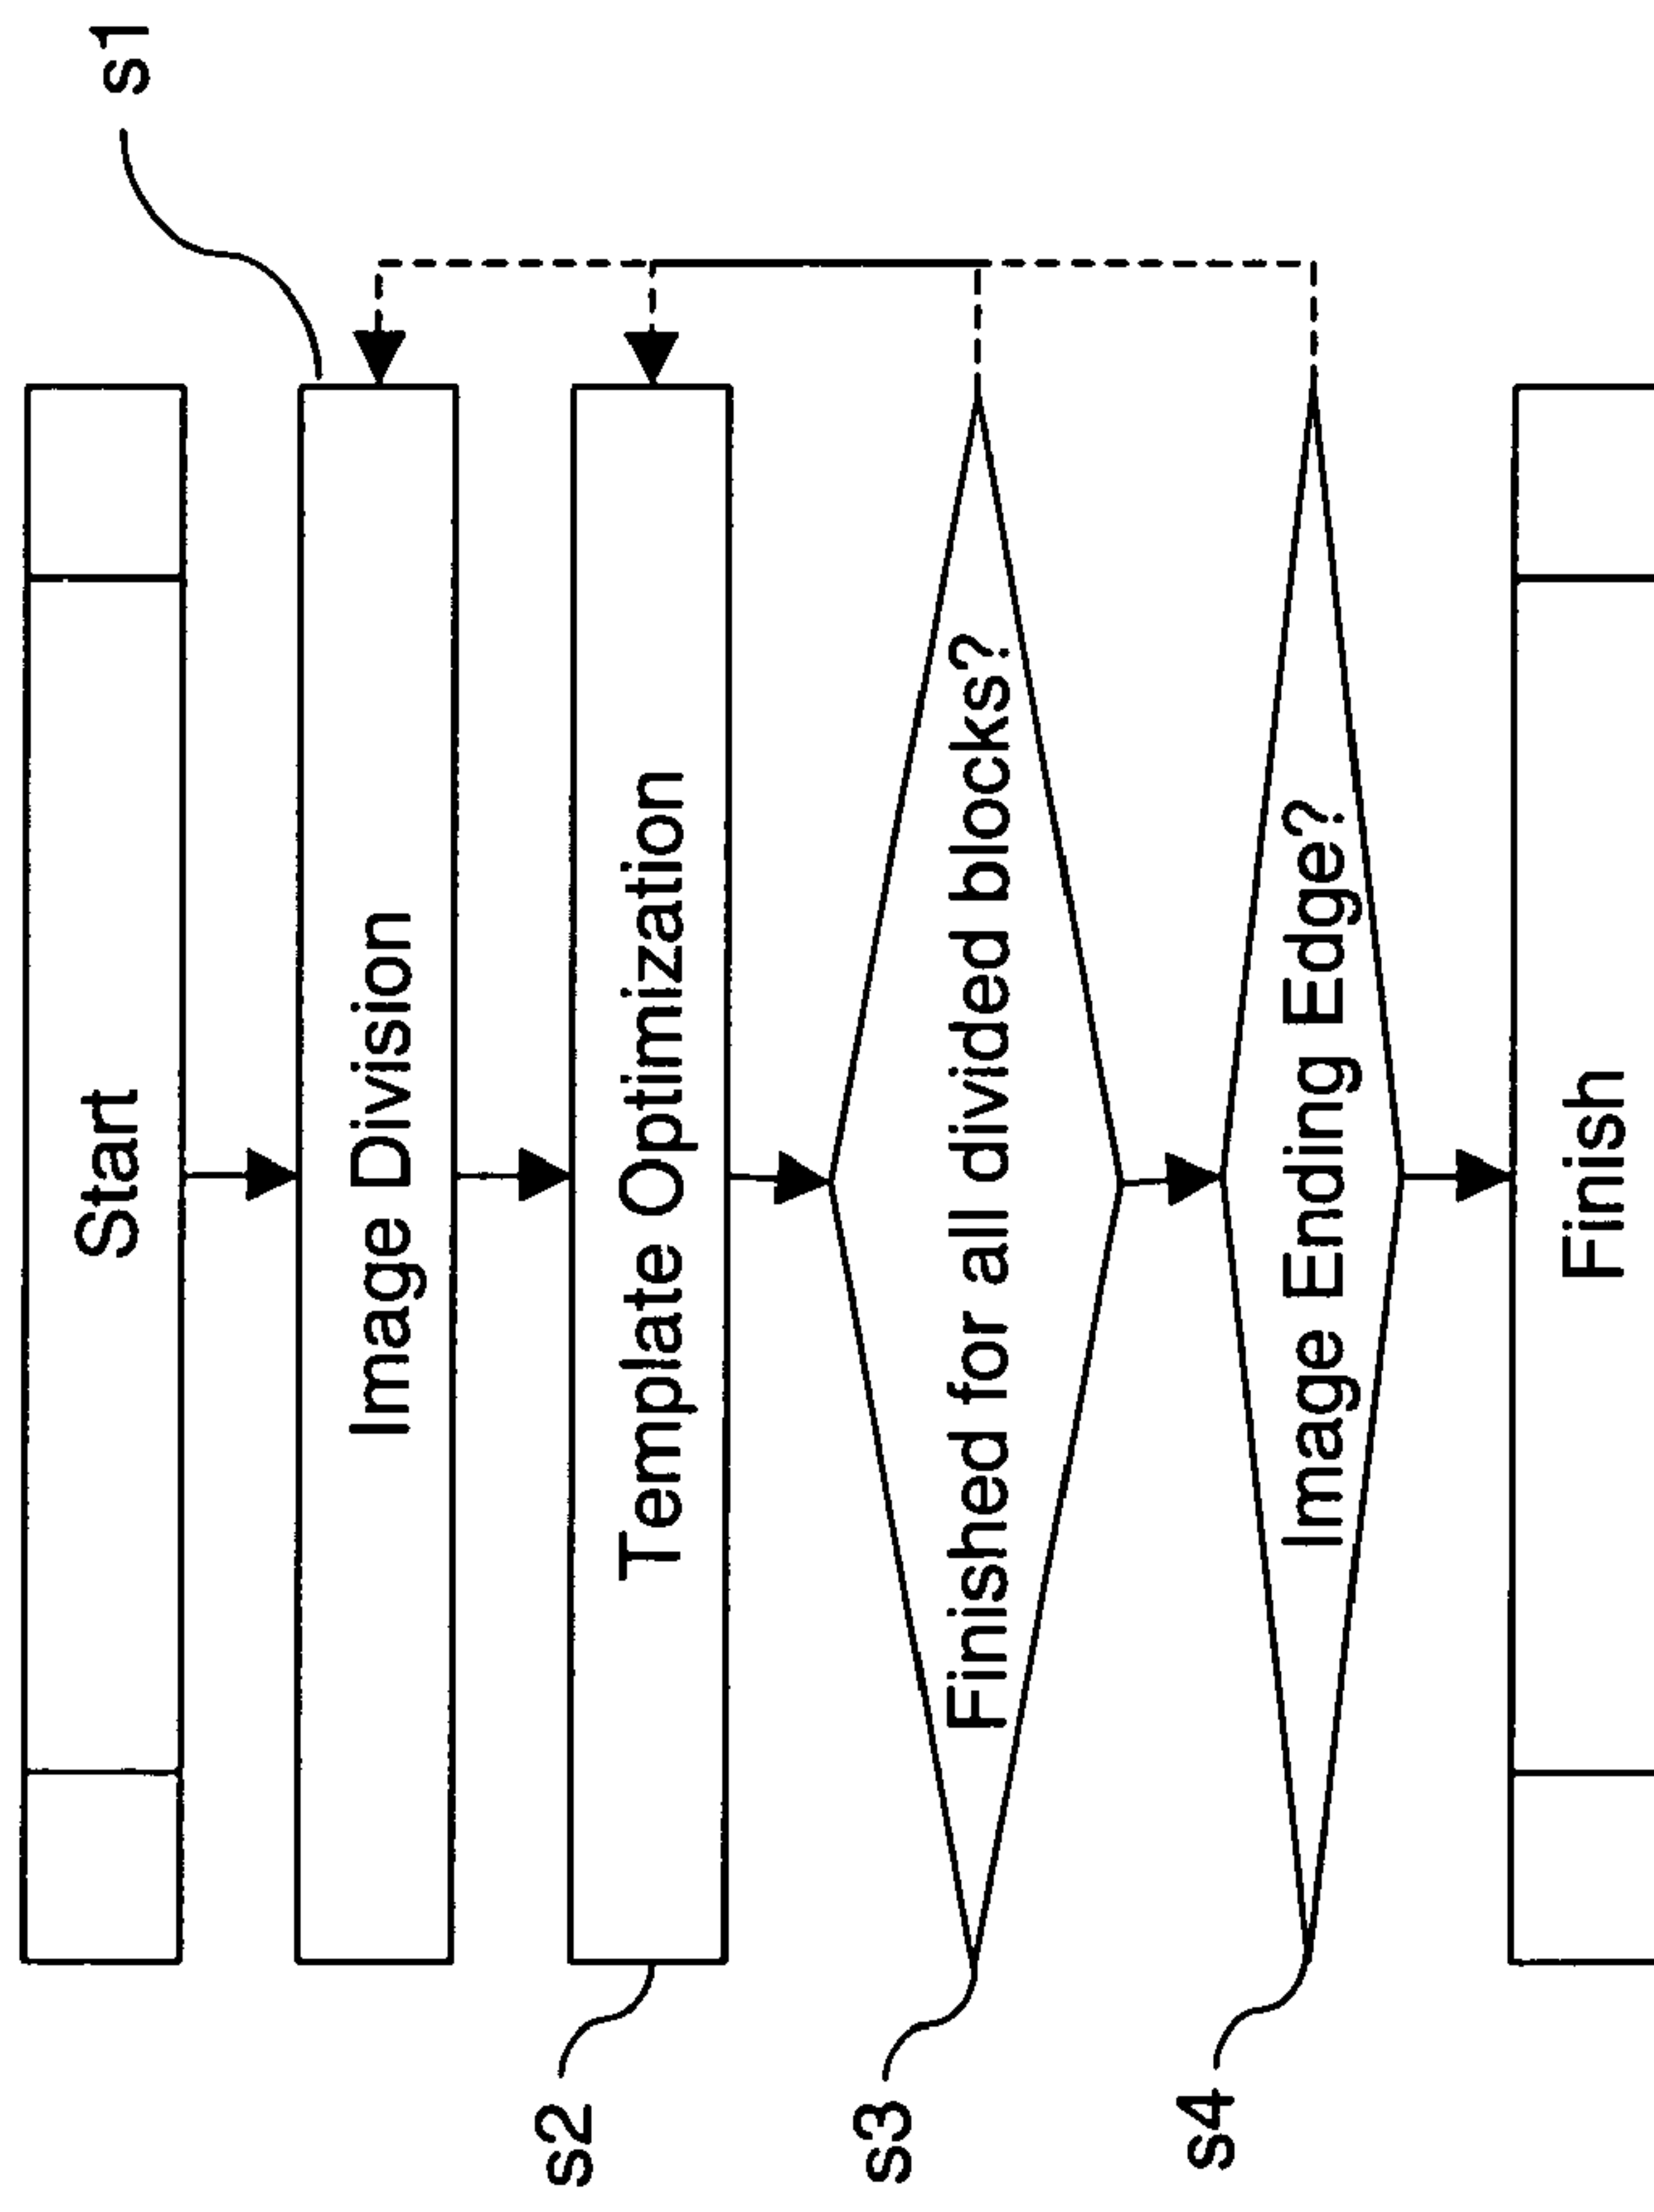 Start
s1
Image Division
s2
Template Optimization
s3
Finished for all divided blocks?
s4
Image Ending Edge?
Finish